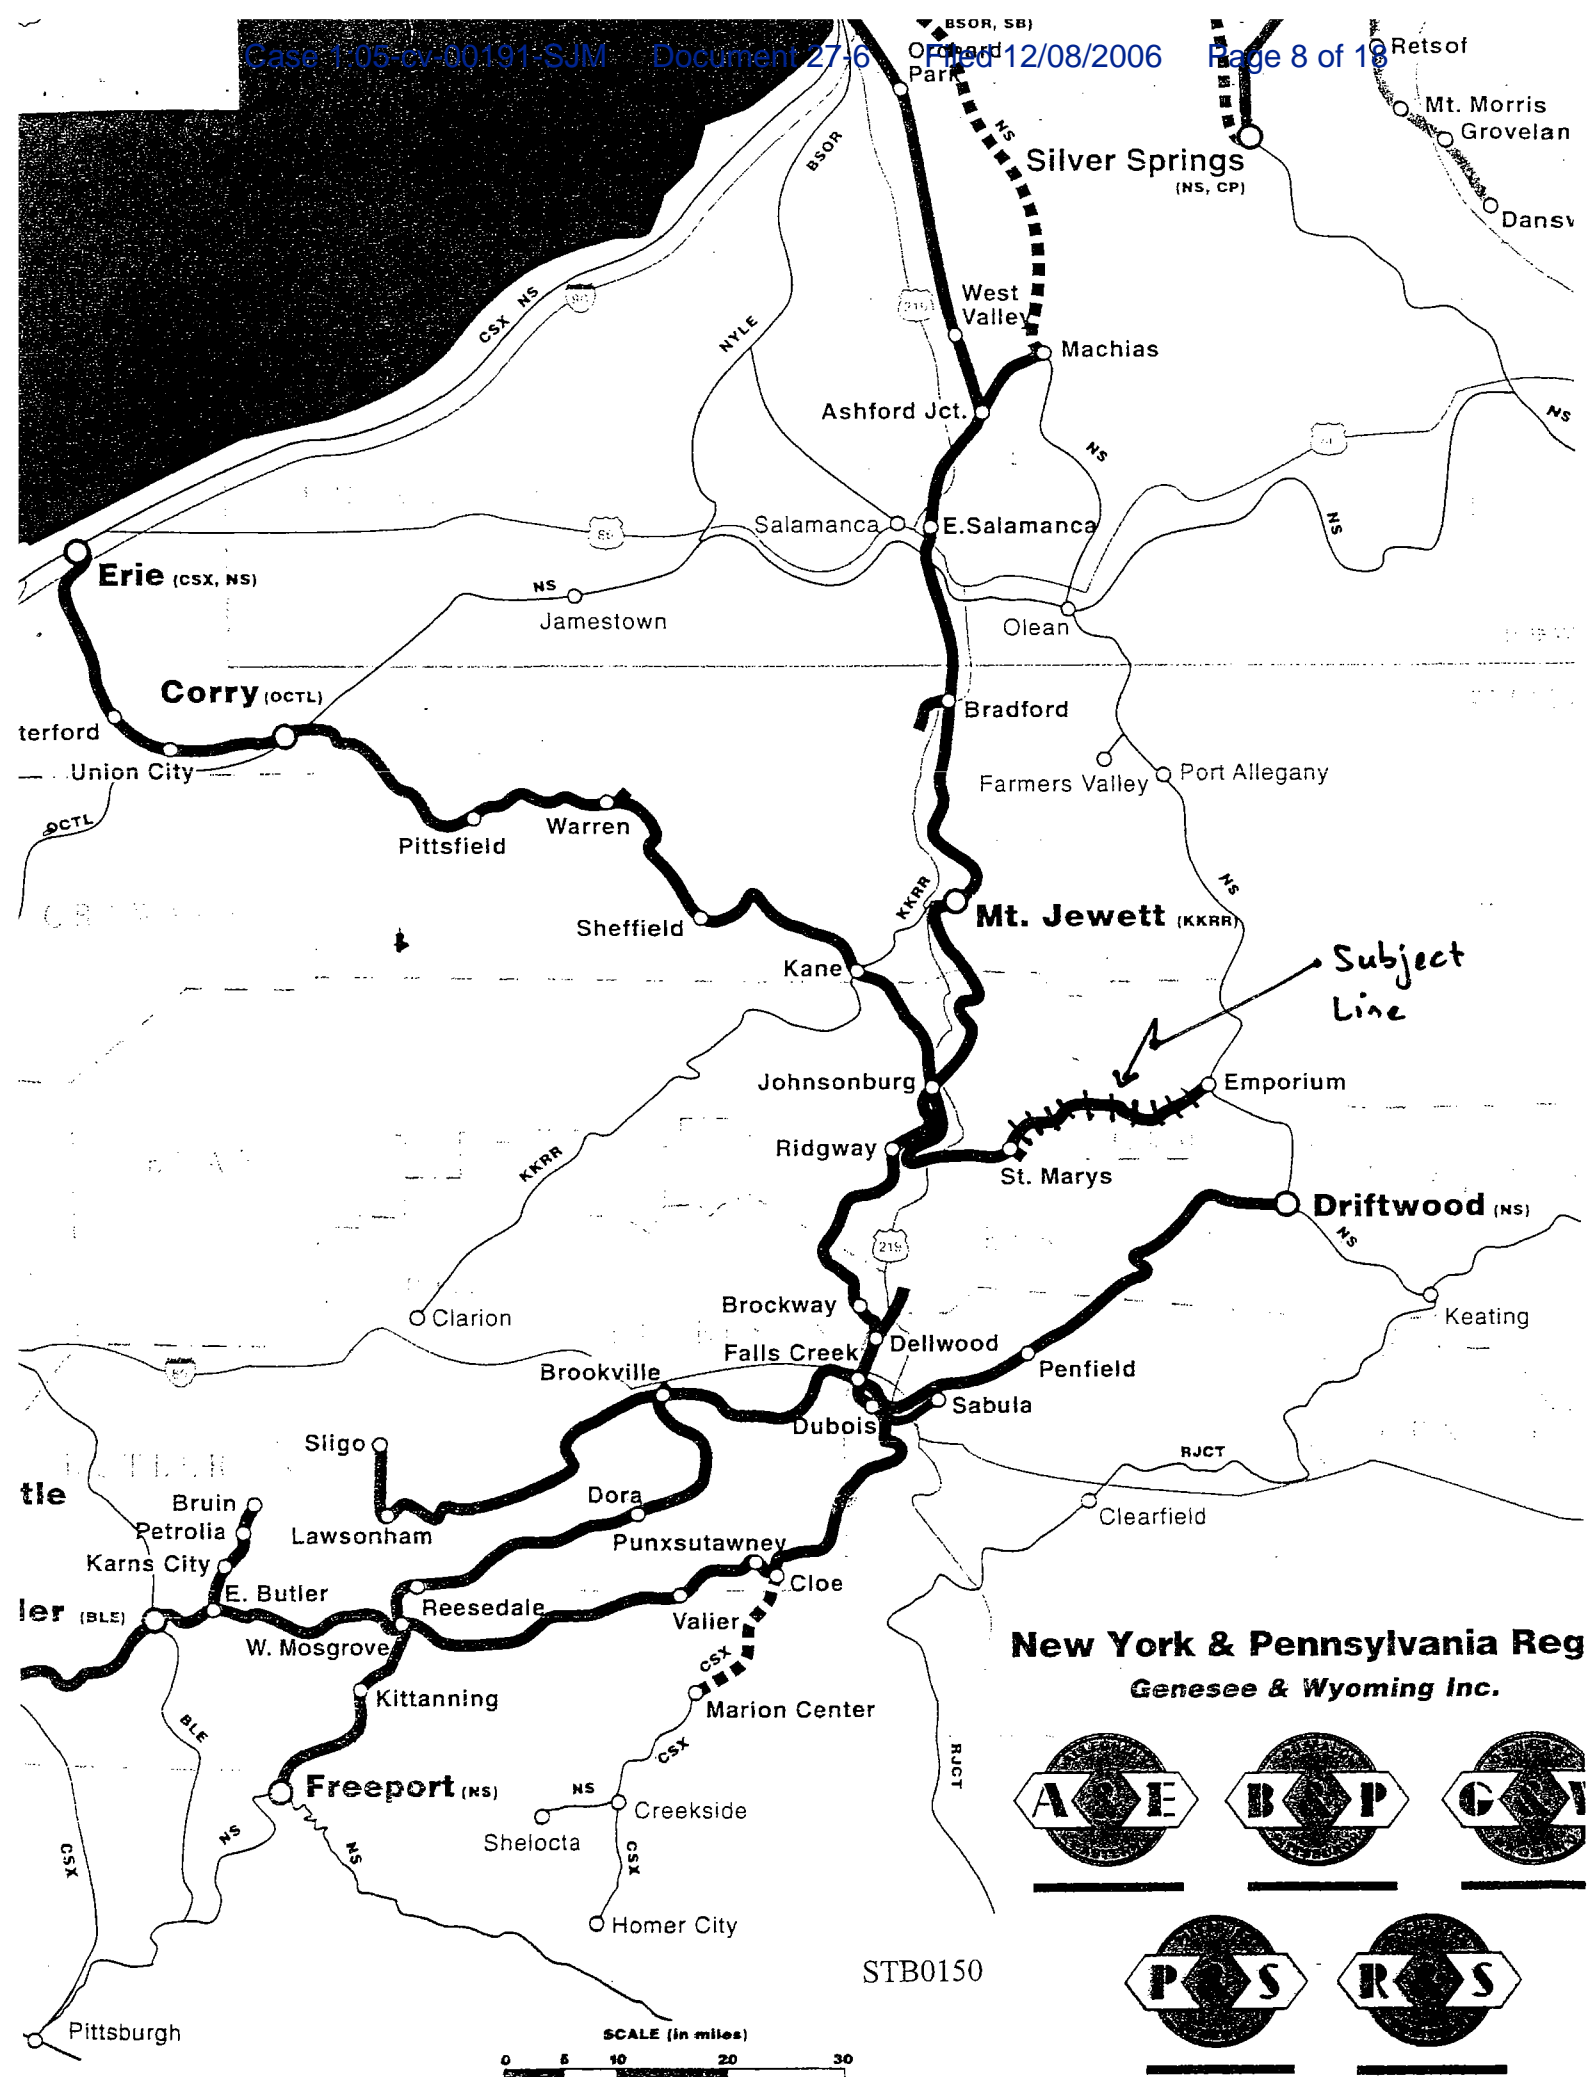 Case 1:05-cv-00191-SJM Document 27-6 Filed 12/08/2006 Page 8 of 18
BSOR, SB)
Orchard
Park
Retsof
Mt. Morris
Grovelan
Dansv
NS
BSOR
Silver Springs
(NS, CP)
CSX NS
NYLE
West
Valley
Machias
Ashford Jct.
NS
NS
NS
Salamanca
E.Salamanca
Erie (CSX, NS)
NS
Jamestown
Olean
Corry (OCTL)
Bradford
terford
Union City
Farmers Valley
Port Allegany
OCTL
Warren
Pittsfield
KKRR
NS
Sheffield
Mt. Jewett (KKRR)
Kane
Subject
Line
Johnsonburg
Emporium
Ridgway
KKRR
St. Marys
Driftwood (NS)
NS
219
Brockway
Clarion
Keating
Dellwood
Falls Creek
Penfield
Brookville
Sabula
Dubois
Sligo
RJCT
tle
Bruin
Dora
Clearfield
Petrolia
Lawsonham
Punxsutawney
Karns City
Cloe
E. Butler
Reesedale
ler (BLE)
Valier
W. Mosgrove
CSX
Kittanning
Marion Center
BLE
CSX
RJCT
New York & Pennsylvania Reg
Genesee & Wyoming Inc.
Freeport (NS)
NS
Creekside
Shelocta
NS
NS
CSX
CSX
Homer City
A & E
B & P
G &
P & S
R & S
STB0150
Pittsburgh
SCALE (in miles)
0 5 10 20 30